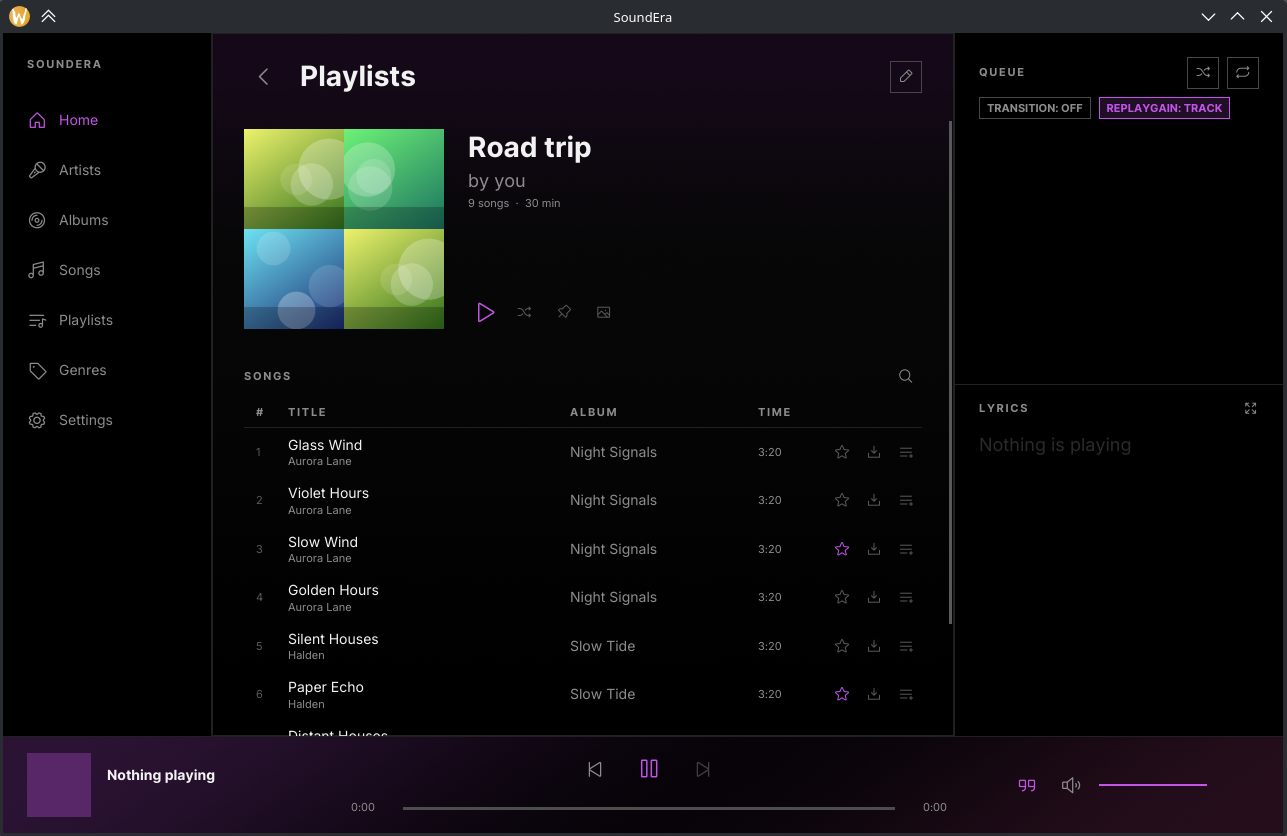 SoundEra
SOUNDERA
Home
Artists
Albums
Songs
Playlists
Genres
Settings
Playlists
Road trip
by you
9 songs · 30 min
SONGS
# TITLE ALBUM TIME
1 Glass Wind Night Signals 3:20
Aurora Lane
2 Violet Hours Night Signals 3:20
Aurora Lane
3 Slow Wind Night Signals 3:20
Aurora Lane
4 Golden Hours Night Signals 3:20
Aurora Lane
5 Silent Houses Slow Tide 3:20
Halden
6 Paper Echo Slow Tide 3:20
Halden
Distant Houses
QUEUE
TRANSITION: OFF REPLAYGAIN: TRACK
LYRICS
Nothing is playing
Nothing playing
0:00 0:00